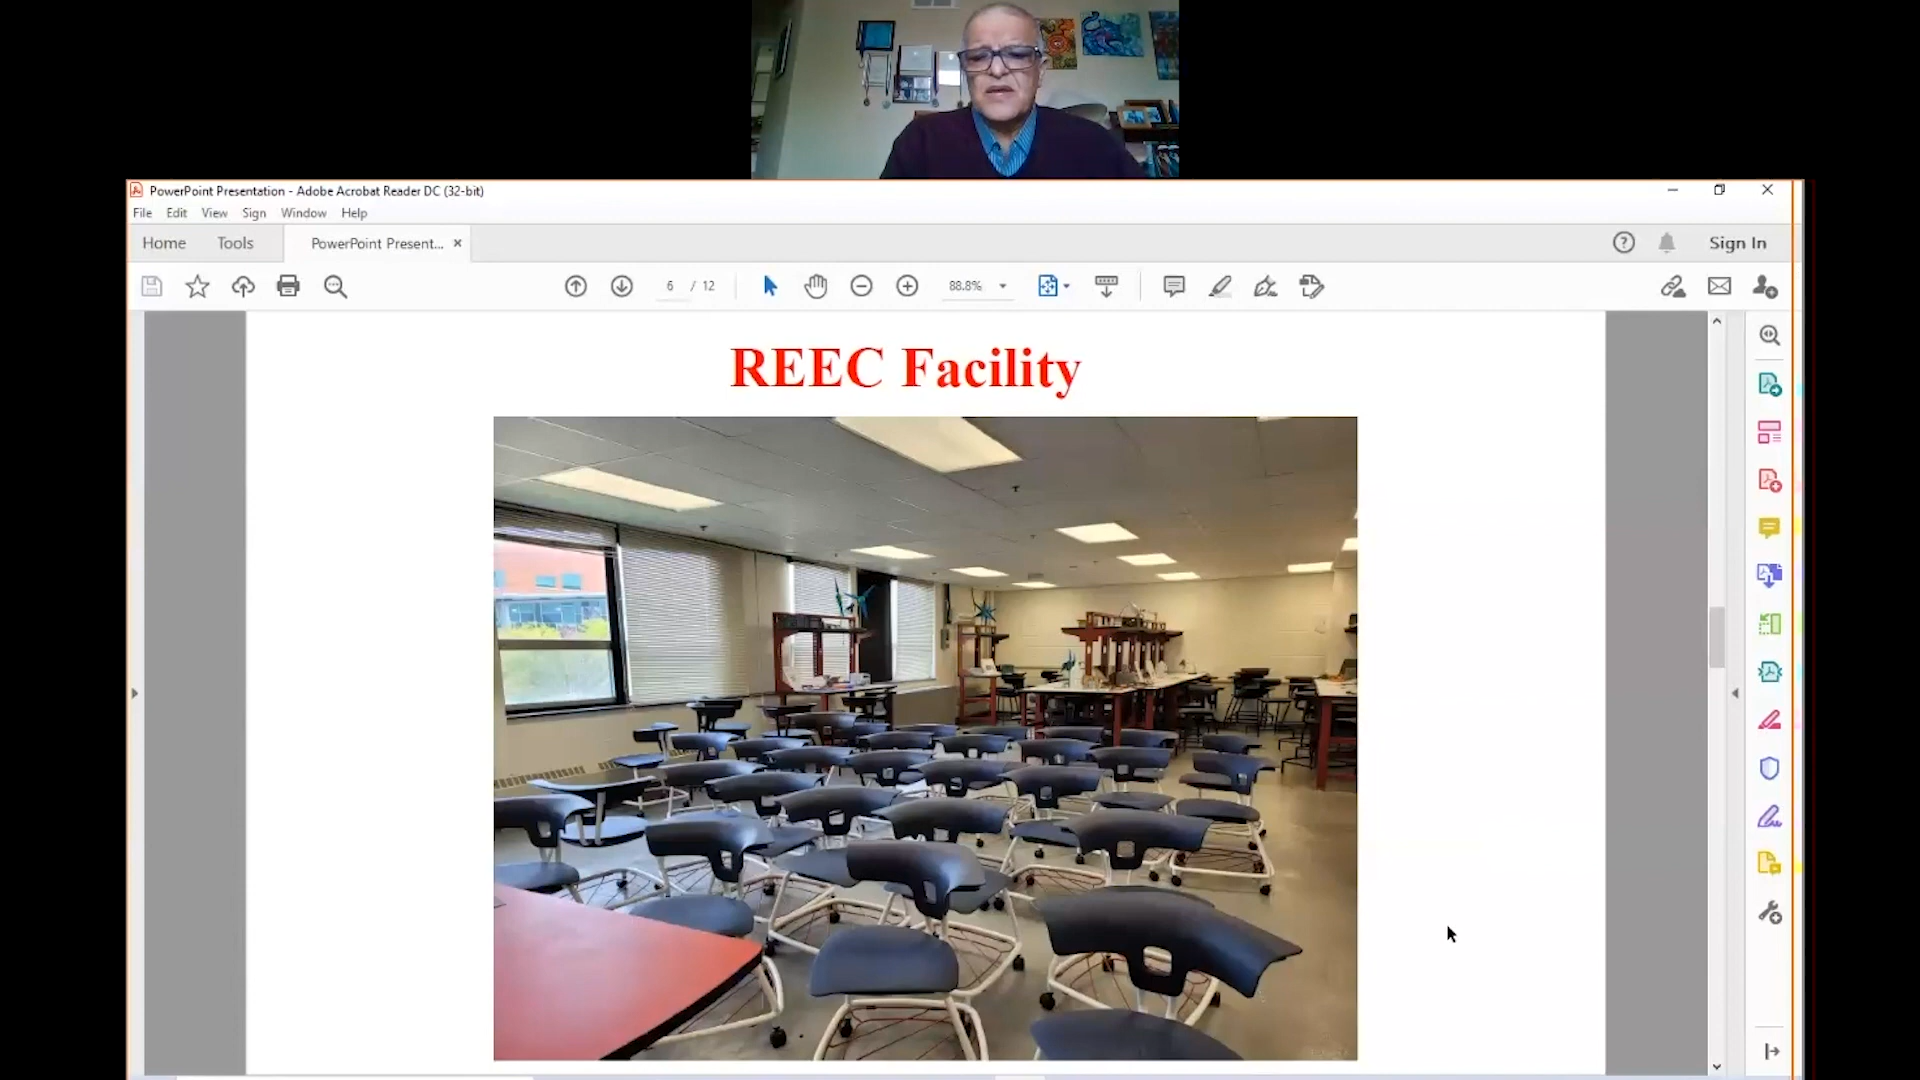 PowerPoint Presentation - Adobe Acrobat Reader DC (32-bit)
File Edit View Sign Window Help
Home Tools PowerPoint Present... Sign In
6 / 12 88.8%
REEC Facility